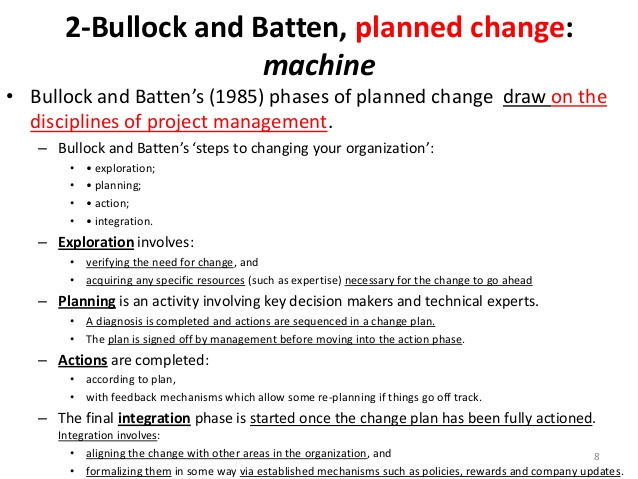 2-Bullock and Batten, planned change:
machine
• Bullock and Batten’s (1985) phases of planned change draw on the
disciplines of project management.
– Bullock and Batten’s ‘steps to changing your organization’:
• • exploration;
• • planning;
• • action;
• • integration.
– Exploration involves:
• verifying the need for change, and
• acquiring any specific resources (such as expertise) necessary for the change to go ahead
– Planning is an activity involving key decision makers and technical experts.
• A diagnosis is completed and actions are sequenced in a change plan.
• The plan is signed off by management before moving into the action phase.
– Actions are completed:
• according to plan,
• with feedback mechanisms which allow some re-planning if things go off track.
– The final integration phase is started once the change plan has been fully actioned.
Integration involves:
• aligning the change with other areas in the organization, and
• formalizing them in some way via established mechanisms such as policies, rewards and company updates.
8